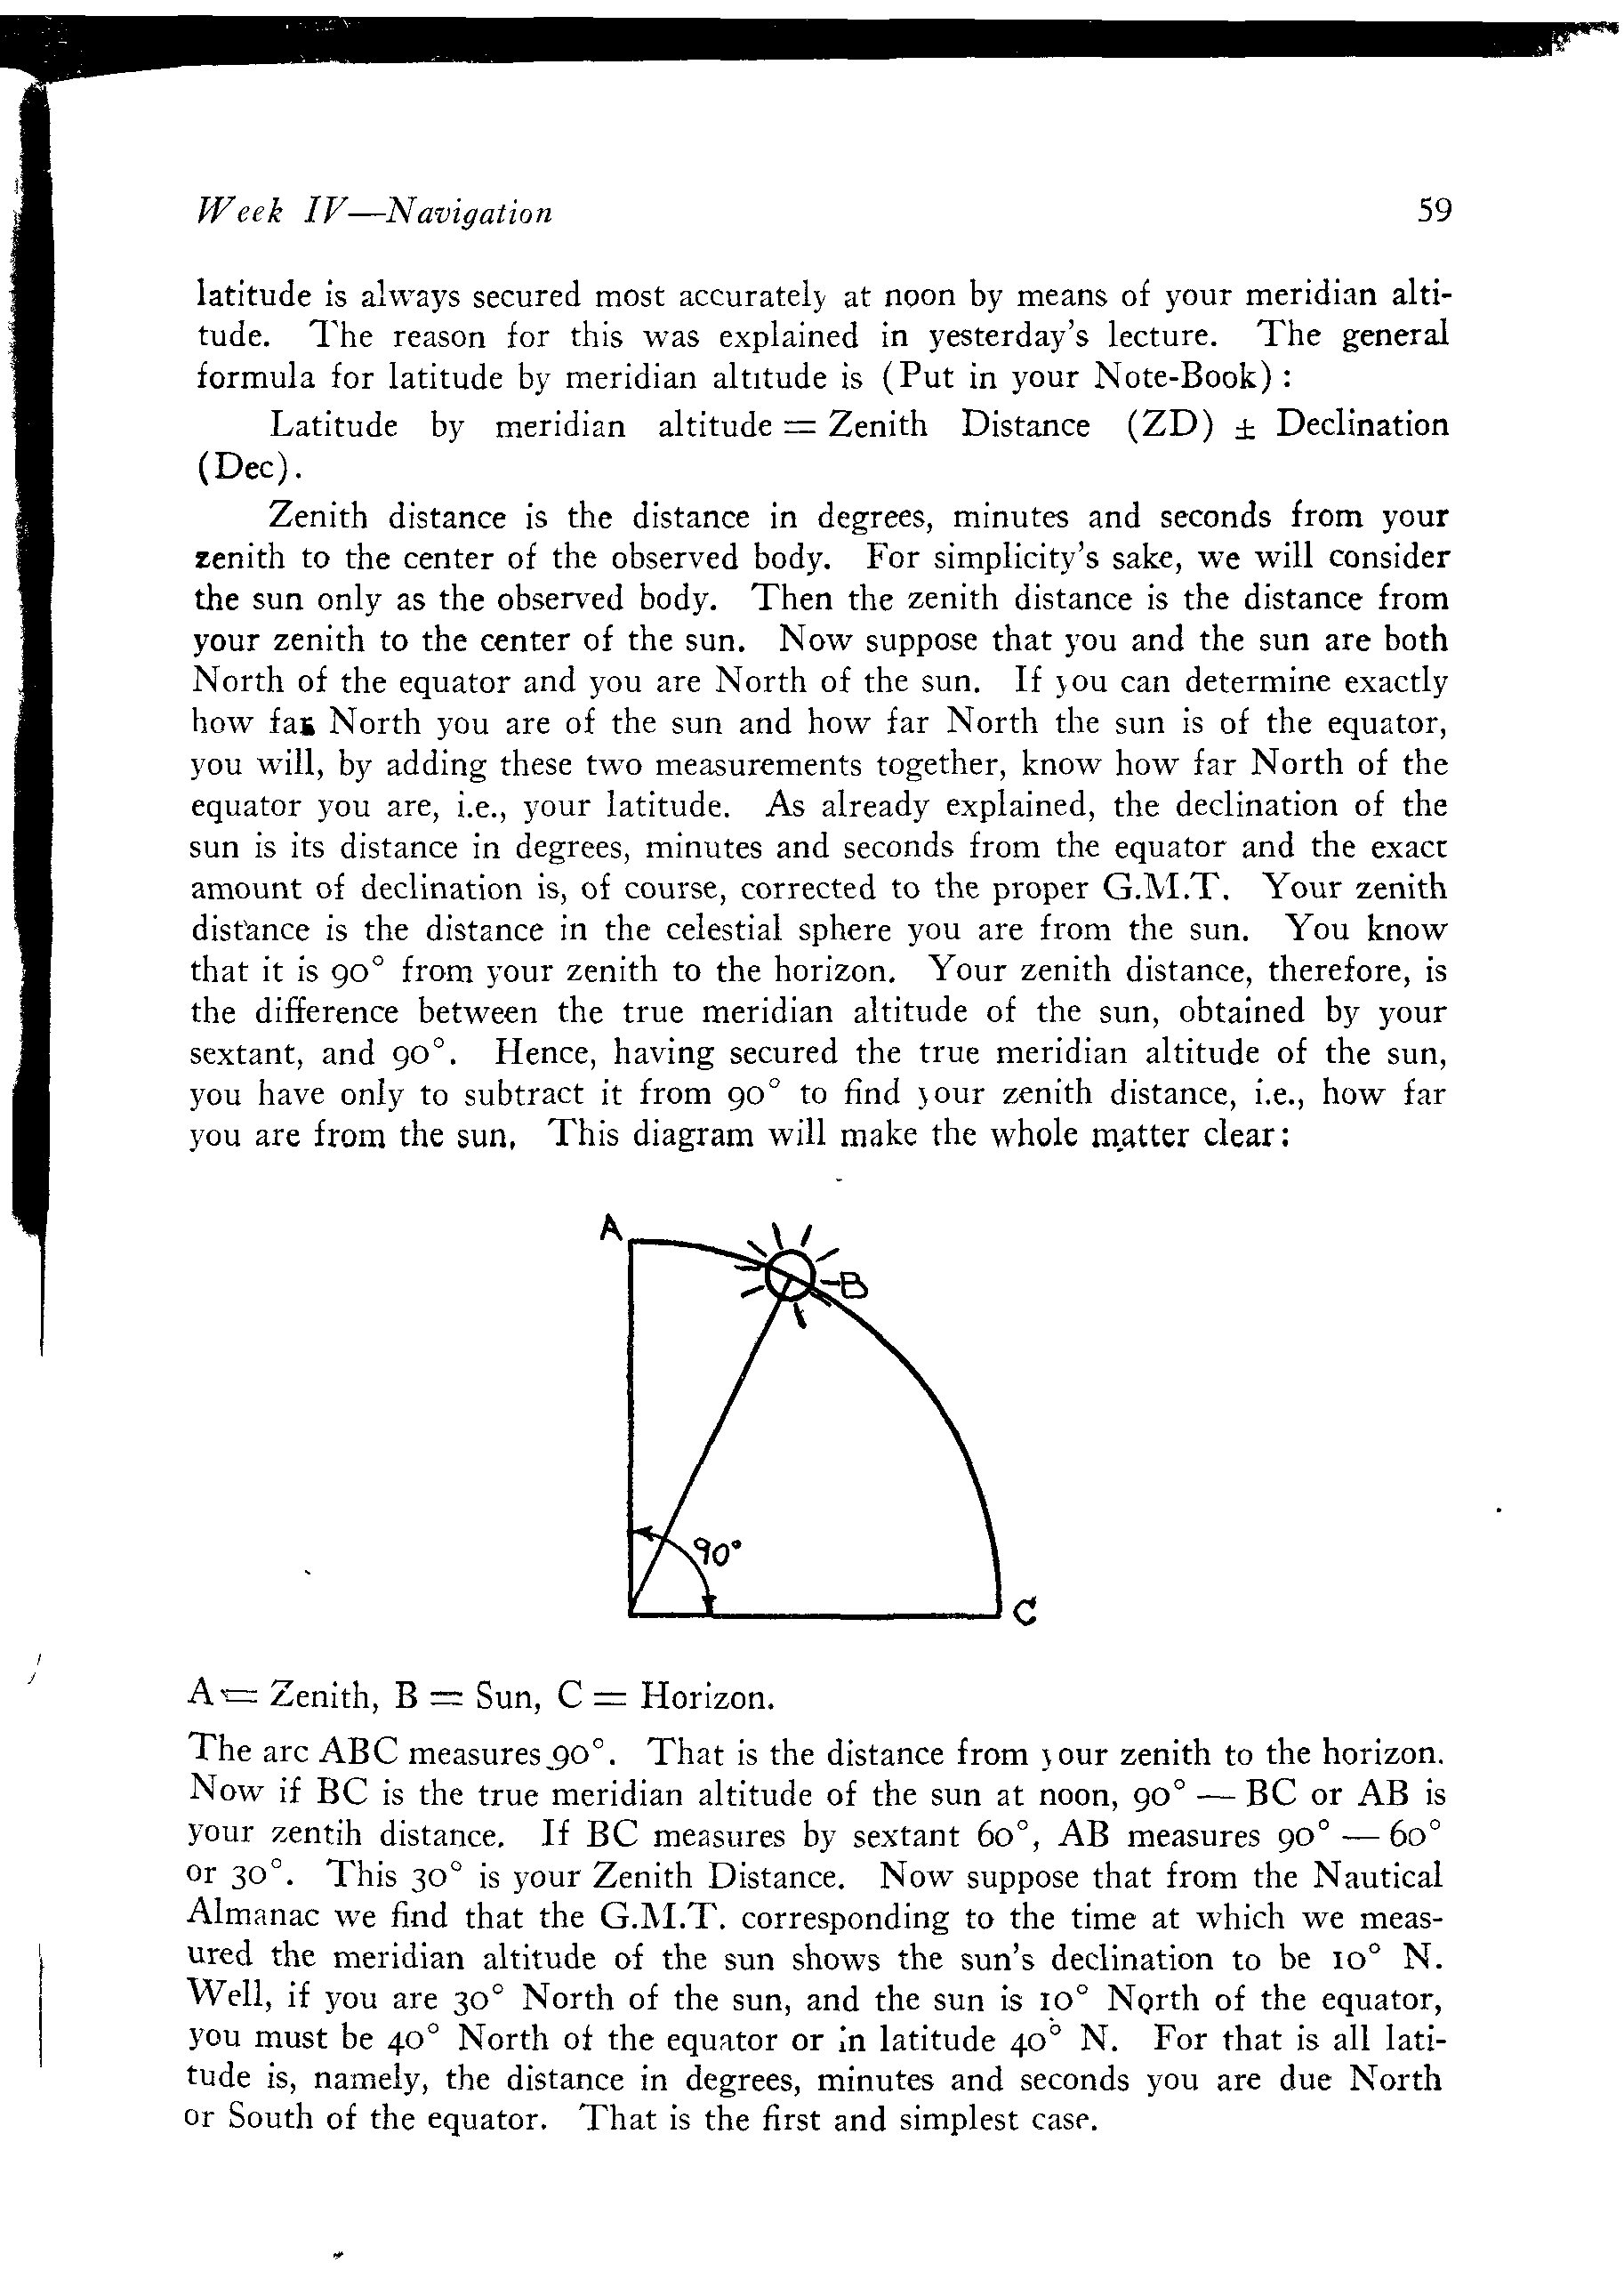 Week IV—Navigation 59
latitude is always secured most accurately at noon by means of your meridian alti-
tude. The reason for this was explained in yesterday's lecture. The general
formula for latitude by meridian altitude is (Put in your Note-Book):
Latitude by meridian altitude = Zenith Distance (ZD) ± Declination
(Dec).
Zenith distance is the distance in degrees, minutes and seconds from your
zenith to the center of the observed body. For simplicity's sake, we will consider
the sun only as the observed body. Then the zenith distance is the distance from
your zenith to the center of the sun. Now suppose that you and the sun are both
North of the equator and you are North of the sun. If you can determine exactly
how far North you are of the sun and how far North the sun is of the equator,
you will, by adding these two measurements together, know how far North of the
equator you are, i.e., your latitude. As already explained, the declination of the
sun is its distance in degrees, minutes and seconds from the equator and the exact
amount of declination is, of course, corrected to the proper G.M.T. Your zenith
distance is the distance in the celestial sphere you are from the sun. You know
that it is 90° from your zenith to the horizon. Your zenith distance, therefore, is
the difference between the true meridian altitude of the sun, obtained by your
sextant, and 90°. Hence, having secured the true meridian altitude of the sun,
you have only to subtract it from 90° to find your zenith distance, i.e., how far
you are from the sun. This diagram will make the whole matter clear:
A
B
90°
C
A = Zenith, B = Sun, C = Horizon.
The arc ABC measures 90°. That is the distance from your zenith to the horizon.
Now if BC is the true meridian altitude of the sun at noon, 90° — BC or AB is
your zentih distance. If BC measures by sextant 60°, AB measures 90° — 60°
or 30°. This 30° is your Zenith Distance. Now suppose that from the Nautical
Almanac we find that the G.M.T. corresponding to the time at which we meas-
ured the meridian altitude of the sun shows the sun's declination to be 10° N.
Well, if you are 30° North of the sun, and the sun is 10° North of the equator,
you must be 40° North of the equator or in latitude 40° N. For that is all lati-
tude is, namely, the distance in degrees, minutes and seconds you are due North
or South of the equator. That is the first and simplest case.